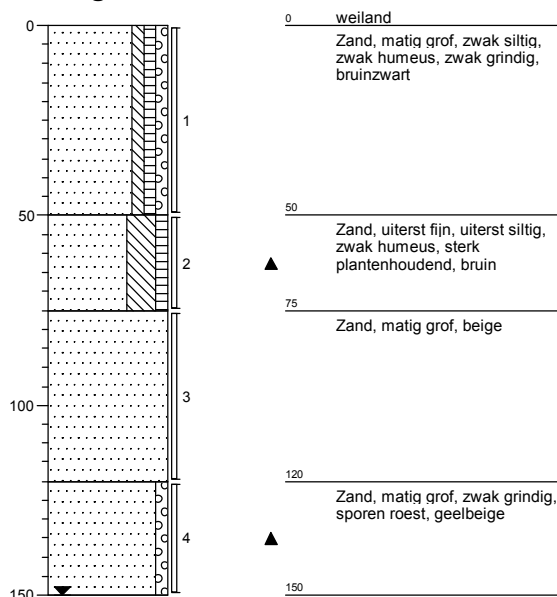 0
50
100
150
1
2
3
4
0 weiland
Zand, matig grof, zwak siltig,
zwak humeus, zwak grindig,
bruinzwart
50
Zand, uiterst fijn, uiterst siltig,
zwak humeus, sterk
plantenhoudend, bruin
75
Zand, matig grof, beige
120
Zand, matig grof, zwak grindig,
sporen roest, geelbeige
150